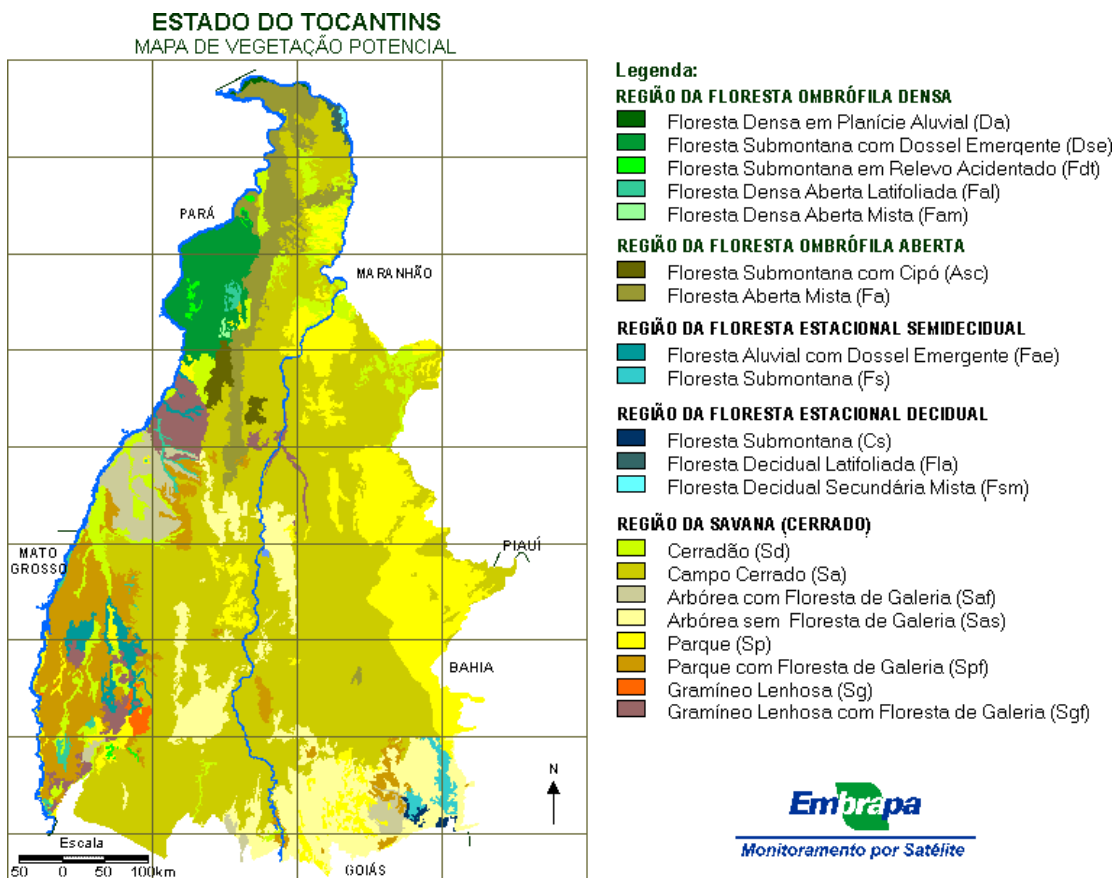 ESTADO DO TOCANTINS
MAPA DE VEGETAÇÃO POTENCIAL
PARÁ
MARANHÃO
MATO
GROSSO
PIAUÍ
BAHIA
GOIÁS
N
Escala
50 0 50 100km
Legenda:
REGIÃO DA FLORESTA OMBRÓFILA DENSA
Floresta Densa em Planície Aluvial (Da)
Floresta Submontana com Dossel Emergente (Dse)
Floresta Submontana em Relevo Acidentado (Fdt)
Floresta Densa Aberta Latifoliada (Fal)
Floresta Densa Aberta Mista (Fam)
REGIÃO DA FLORESTA OMBRÓFILA ABERTA
Floresta Submontana com Cipó (Asc)
Floresta Aberta Mista (Fa)
REGIÃO DA FLORESTA ESTACIONAL SEMIDECIDUAL
Floresta Aluvial com Dossel Emergente (Fae)
Floresta Submontana (Fs)
REGIÃO DA FLORESTA ESTACIONAL DECIDUAL
Floresta Submontana (Cs)
Floresta Decidual Latifoliada (Fla)
Floresta Decidual Secundária Mista (Fsm)
REGIÃO DA SAVANA (CERRADO)
Cerradão (Sd)
Campo Cerrado (Sa)
Arbórea com Floresta de Galeria (Saf)
Arbórea sem Floresta de Galeria (Sas)
Parque (Sp)
Parque com Floresta de Galeria (Spf)
Gramíneo Lenhosa (Sg)
Gramíneo Lenhosa com Floresta de Galeria (Sgf)
Embrapa
Monitoramento por Satélite